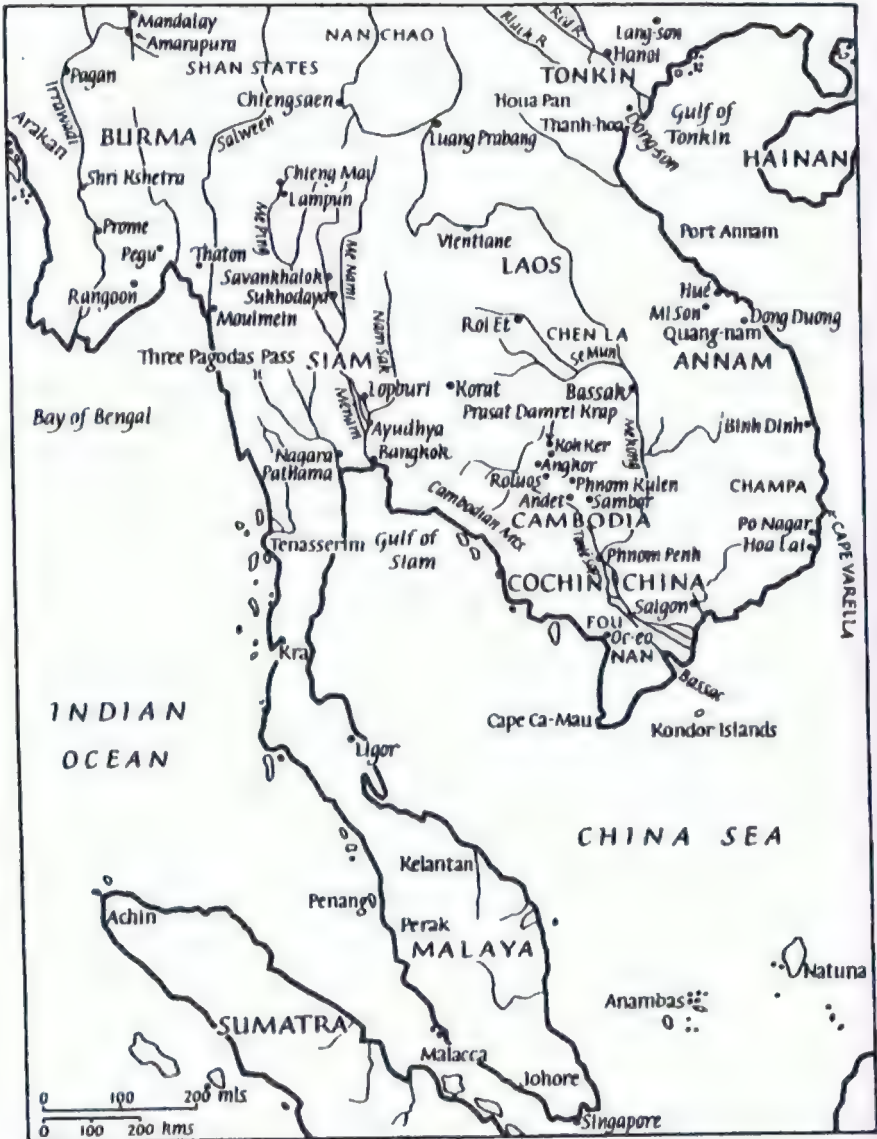 Mandalay
Amarapura
NAN CHAO
Black R
Red R
Lang-son
Hanoi
Pagan
SHAN STATES
TONKIN
Chiengsaen
Houa Pan
Gulf of
Tonkin
Irrawadi
Arakan
BURMA
Salween
Luang Prabang
Thanh-hoa
Dong-son
HAINAN
Shri Kshetra
Chieng Mai
Lampun
Me Ping
Me Nam
Prome
Pegu
Thaton
Vientiane
Port Annam
LAOS
Savankhalok
Sukhodaya
Rangoon
Moulmein
Hué
Mi Son
Dong Duong
Quang-nam
Roi Et
CHEN LA
Se Mun
ANNAM
Three Pagodas Pass
SIAM
Nam Sak
Lopburi
Korat
Bassak
Menam
Prasat Damrei Krap
Bay of Bengal
Ayudhya
Mekong
Binh Dinh
Nagara
Pathama
Bangkok
Koh Ker
Angkor
Roluos
Phnom Kulen
CHAMPA
Andet
Sambor
Cambodian Mts
CAMBODIA
Po Nagar
Hoa Lai
CAPE VARELLA
Tenasserim
Gulf of
Siam
Phnom Penh
COCHIN CHINA
Saigon
FOU
NAN
Oc-eo
Kra
Bassac
INDIAN
OCEAN
Cape Ca-Mau
Kondor Islands
Ligor
CHINA SEA
Kelantan
Penang
Achin
Perak
MALAYA
Natuna
Anambas
SUMATRA
Malacca
Johore
Singapore
0 100 200 mls
0 100 200 kms